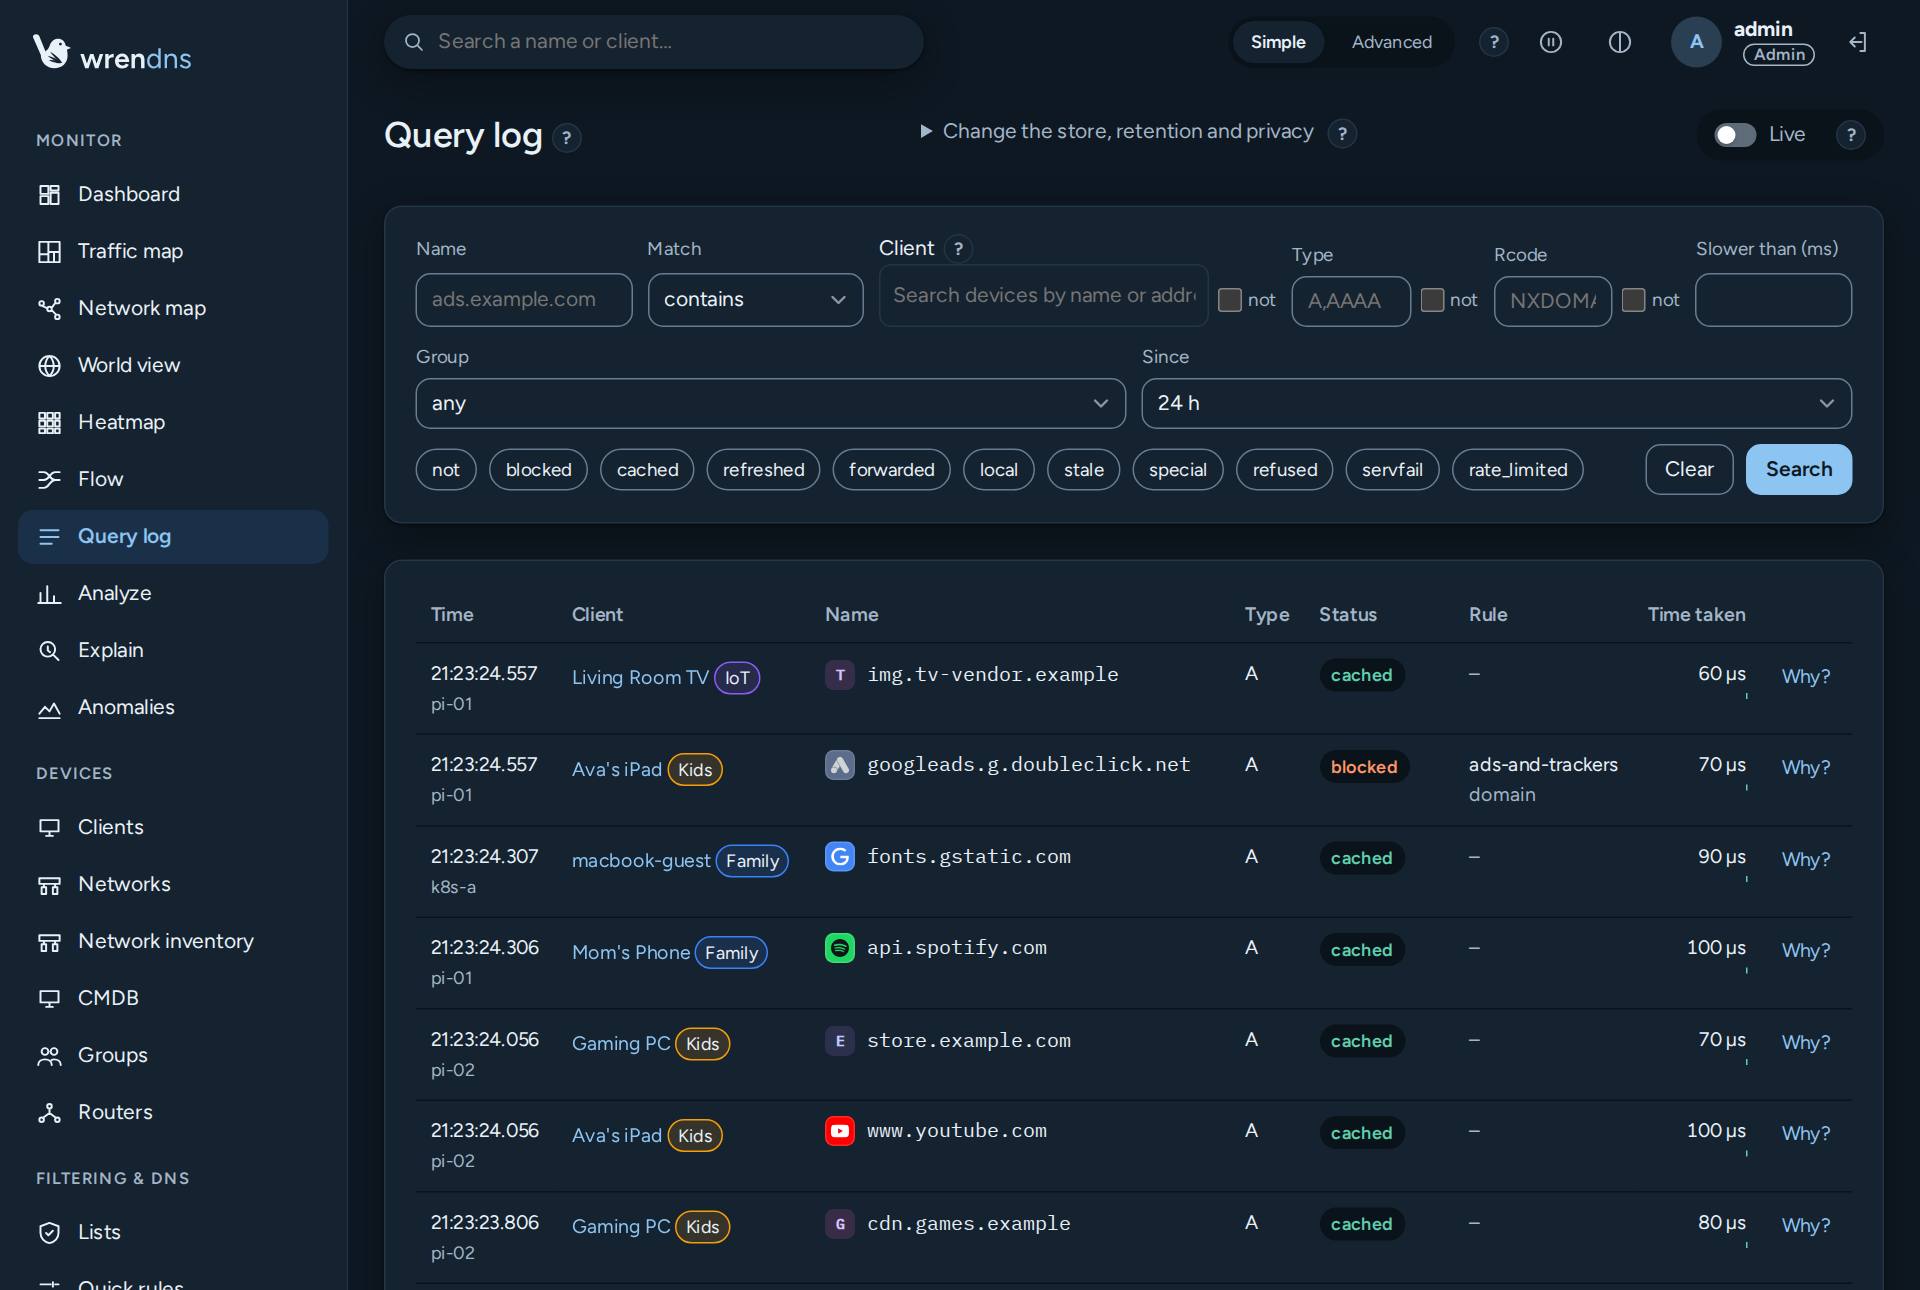 wrendns
Search a name or client...
Simple
Advanced
?
A
admin
Admin
MONITOR
Dashboard
Traffic map
Network map
World view
Heatmap
Flow
Query log
Analyze
Explain
Anomalies
DEVICES
Clients
Networks
Network inventory
CMDB
Groups
Routers
FILTERING & DNS
Lists
Quick rules
Query log ?
Change the store, retention and privacy ?
Live ?
Name
Match
Client ?
Type
Rcode
Slower than (ms)
ads.example.com
contains
Search devices by name or addr
not
A,AAAA
not
NXDOMA
not
Group
Since
any
24 h
not
blocked
cached
refreshed
forwarded
local
stale
special
refused
servfail
rate_limited
Clear
Search
Time Client Name Type Status Rule Time taken
21:23:24.557 Living Room TV IoT T img.tv-vendor.example A cached – 60 µs Why?
pi-01
21:23:24.557 Ava's iPad Kids googleads.g.doubleclick.net A blocked ads-and-trackers 70 µs Why?
pi-01 domain
21:23:24.307 macbook-guest Family G fonts.gstatic.com A cached – 90 µs Why?
k8s-a
21:23:24.306 Mom's Phone Family api.spotify.com A cached – 100 µs Why?
pi-01
21:23:24.056 Gaming PC Kids E store.example.com A cached – 70 µs Why?
pi-02
21:23:24.056 Ava's iPad Kids www.youtube.com A cached – 100 µs Why?
pi-02
21:23:23.806 Gaming PC Kids G cdn.games.example A cached – 80 µs Why?
pi-02